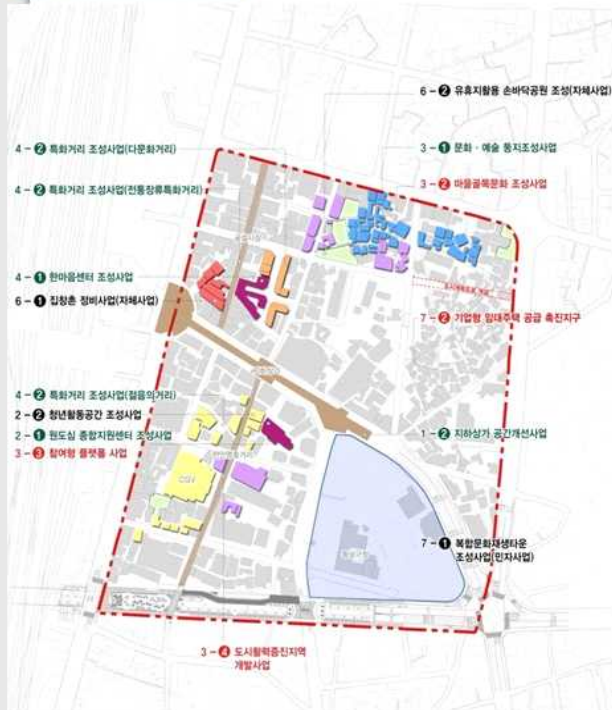 6 - ❷ 유휴지활용 손바닥공원 조성(자체사업)
4 - ❷ 특화거리 조성사업(다문화거리)
3 - ❶ 문화 · 예술 둥지조성사업
4 - ❷ 특화거리 조성사업(전통장류특화거리)
3 - ❷ 마을골목문화 조성사업
4 - ❶ 한마음센터 조성사업
6 - ❶ 집창촌 정비사업(자체사업)
7 - ❷ 기업형 임대주택 공급 촉진지구
4 - ❷ 특화거리 조성사업(젊음의거리)
2 - ❷ 청년활동공간 조성사업
2 - ❶ 원도심 종합지원센터 조성사업
1 - ❷ 지하상가 공간개선사업
3 - ❸ 참여형 플랫폼 사업
CGV
7 - ❶ 복합문화재생타운
조성사업(민자사업)
3 - ❹ 도시활력증진지역
개발사업